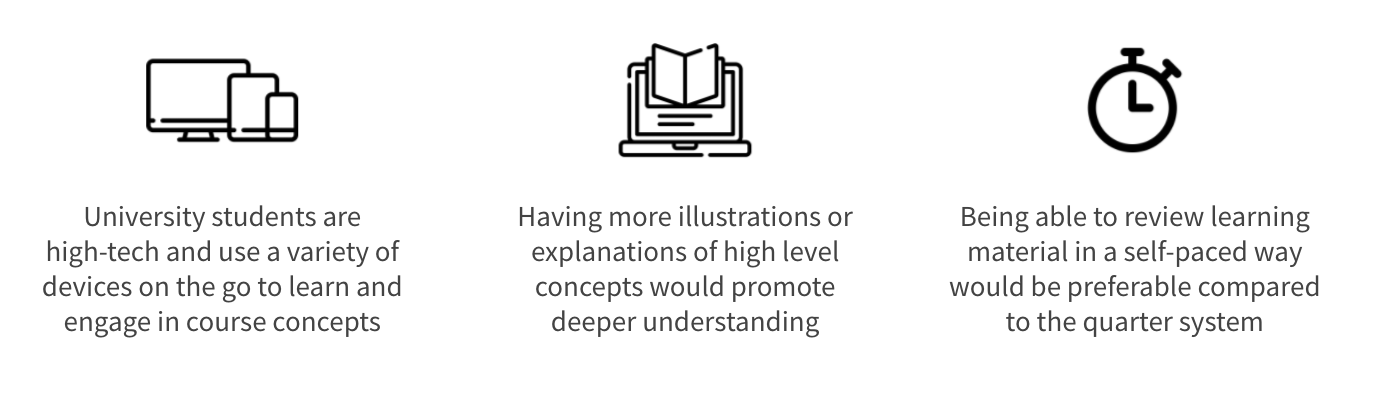 University students are
high-tech and use a variety of
devices on the go to learn and
engage in course concepts
Having more illustrations or
explanations of high level
concepts would promote
deeper understanding
Being able to review learning
material in a self-paced way
would be preferable compared
to the quarter system